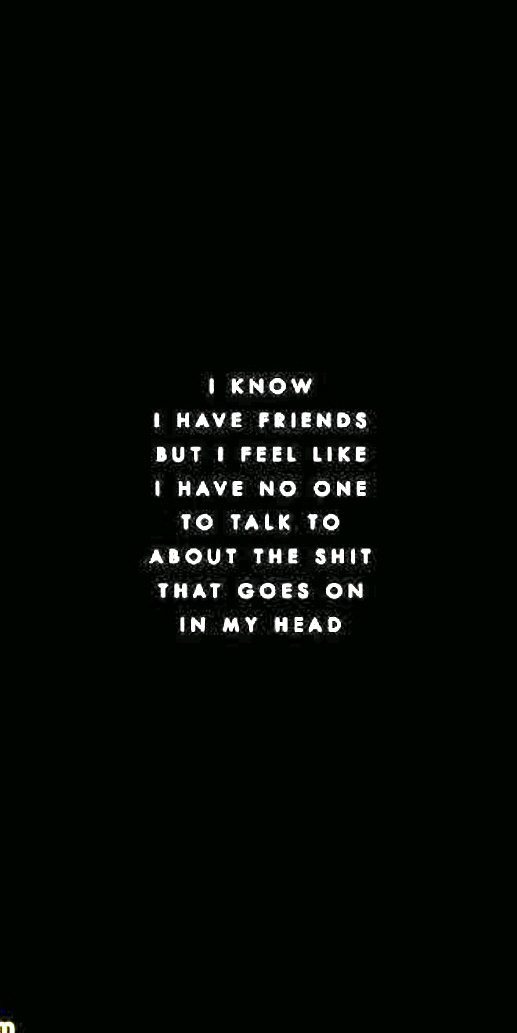 I KNOW
I HAVE FRIENDS
BUT I FEEL LIKE
I HAVE NO ONE
TO TALK TO
ABOUT THE SHIT
THAT GOES ON
IN MY HEAD
m